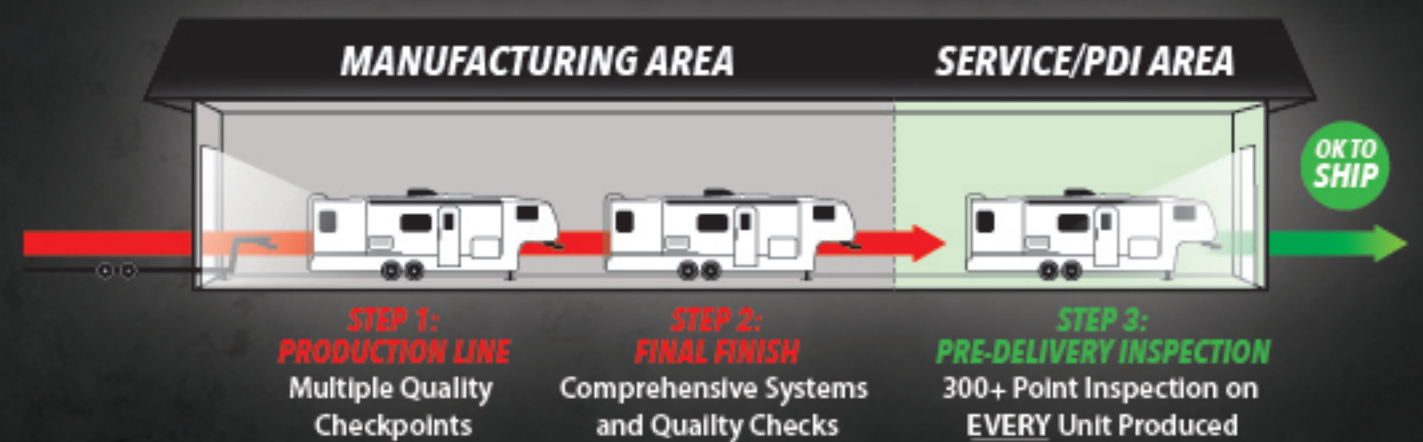 MANUFACTURING AREA
SERVICE/PDI AREA
OK TO
SHIP
STEP 1:
PRODUCTION LINE
Multiple Quality
Checkpoints
STEP 2:
FINAL FINISH
Comprehensive Systems
and Quality Checks
STEP 3:
PRE-DELIVERY INSPECTION
300+ Point Inspection on
EVERY Unit Produced